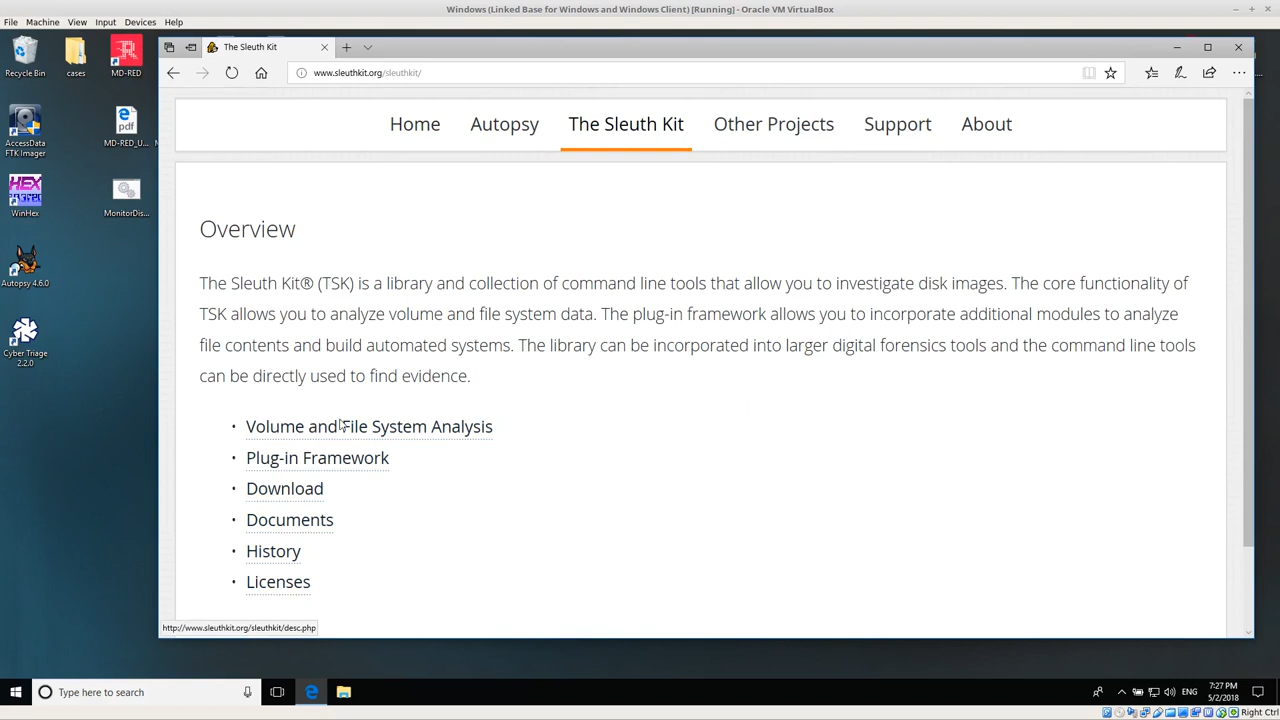 Windows (Linked Base for Windows and Windows Client) [Running] - Oracle VM VirtualBox
File Machine View Input Devices Help
The Sleuth Kit
www.sleuthkit.org/sleuthkit/
Home Autopsy The Sleuth Kit Other Projects Support About
Overview
The Sleuth Kit® (TSK) is a library and collection of command line tools that allow you to investigate disk images. The core functionality of
TSK allows you to analyze volume and file system data. The plug-in framework allows you to incorporate additional modules to analyze
file contents and build automated systems. The library can be incorporated into larger digital forensics tools and the command line tools
can be directly used to find evidence.
• Volume and File System Analysis
• Plug-in Framework
• Download
• Documents
• History
• Licenses
http://www.sleuthkit.org/sleuthkit/desc.php
Recycle Bin
cases
MD-RED
AccessData
FTK Imager
pdf
MD-RED_U...
HEX
WinHex
MonitorDis...
Autopsy 4.6.0
Cyber Triage
2.2.0
Type here to search
ENG
7:27 PM
5/2/2018
Right Ctrl